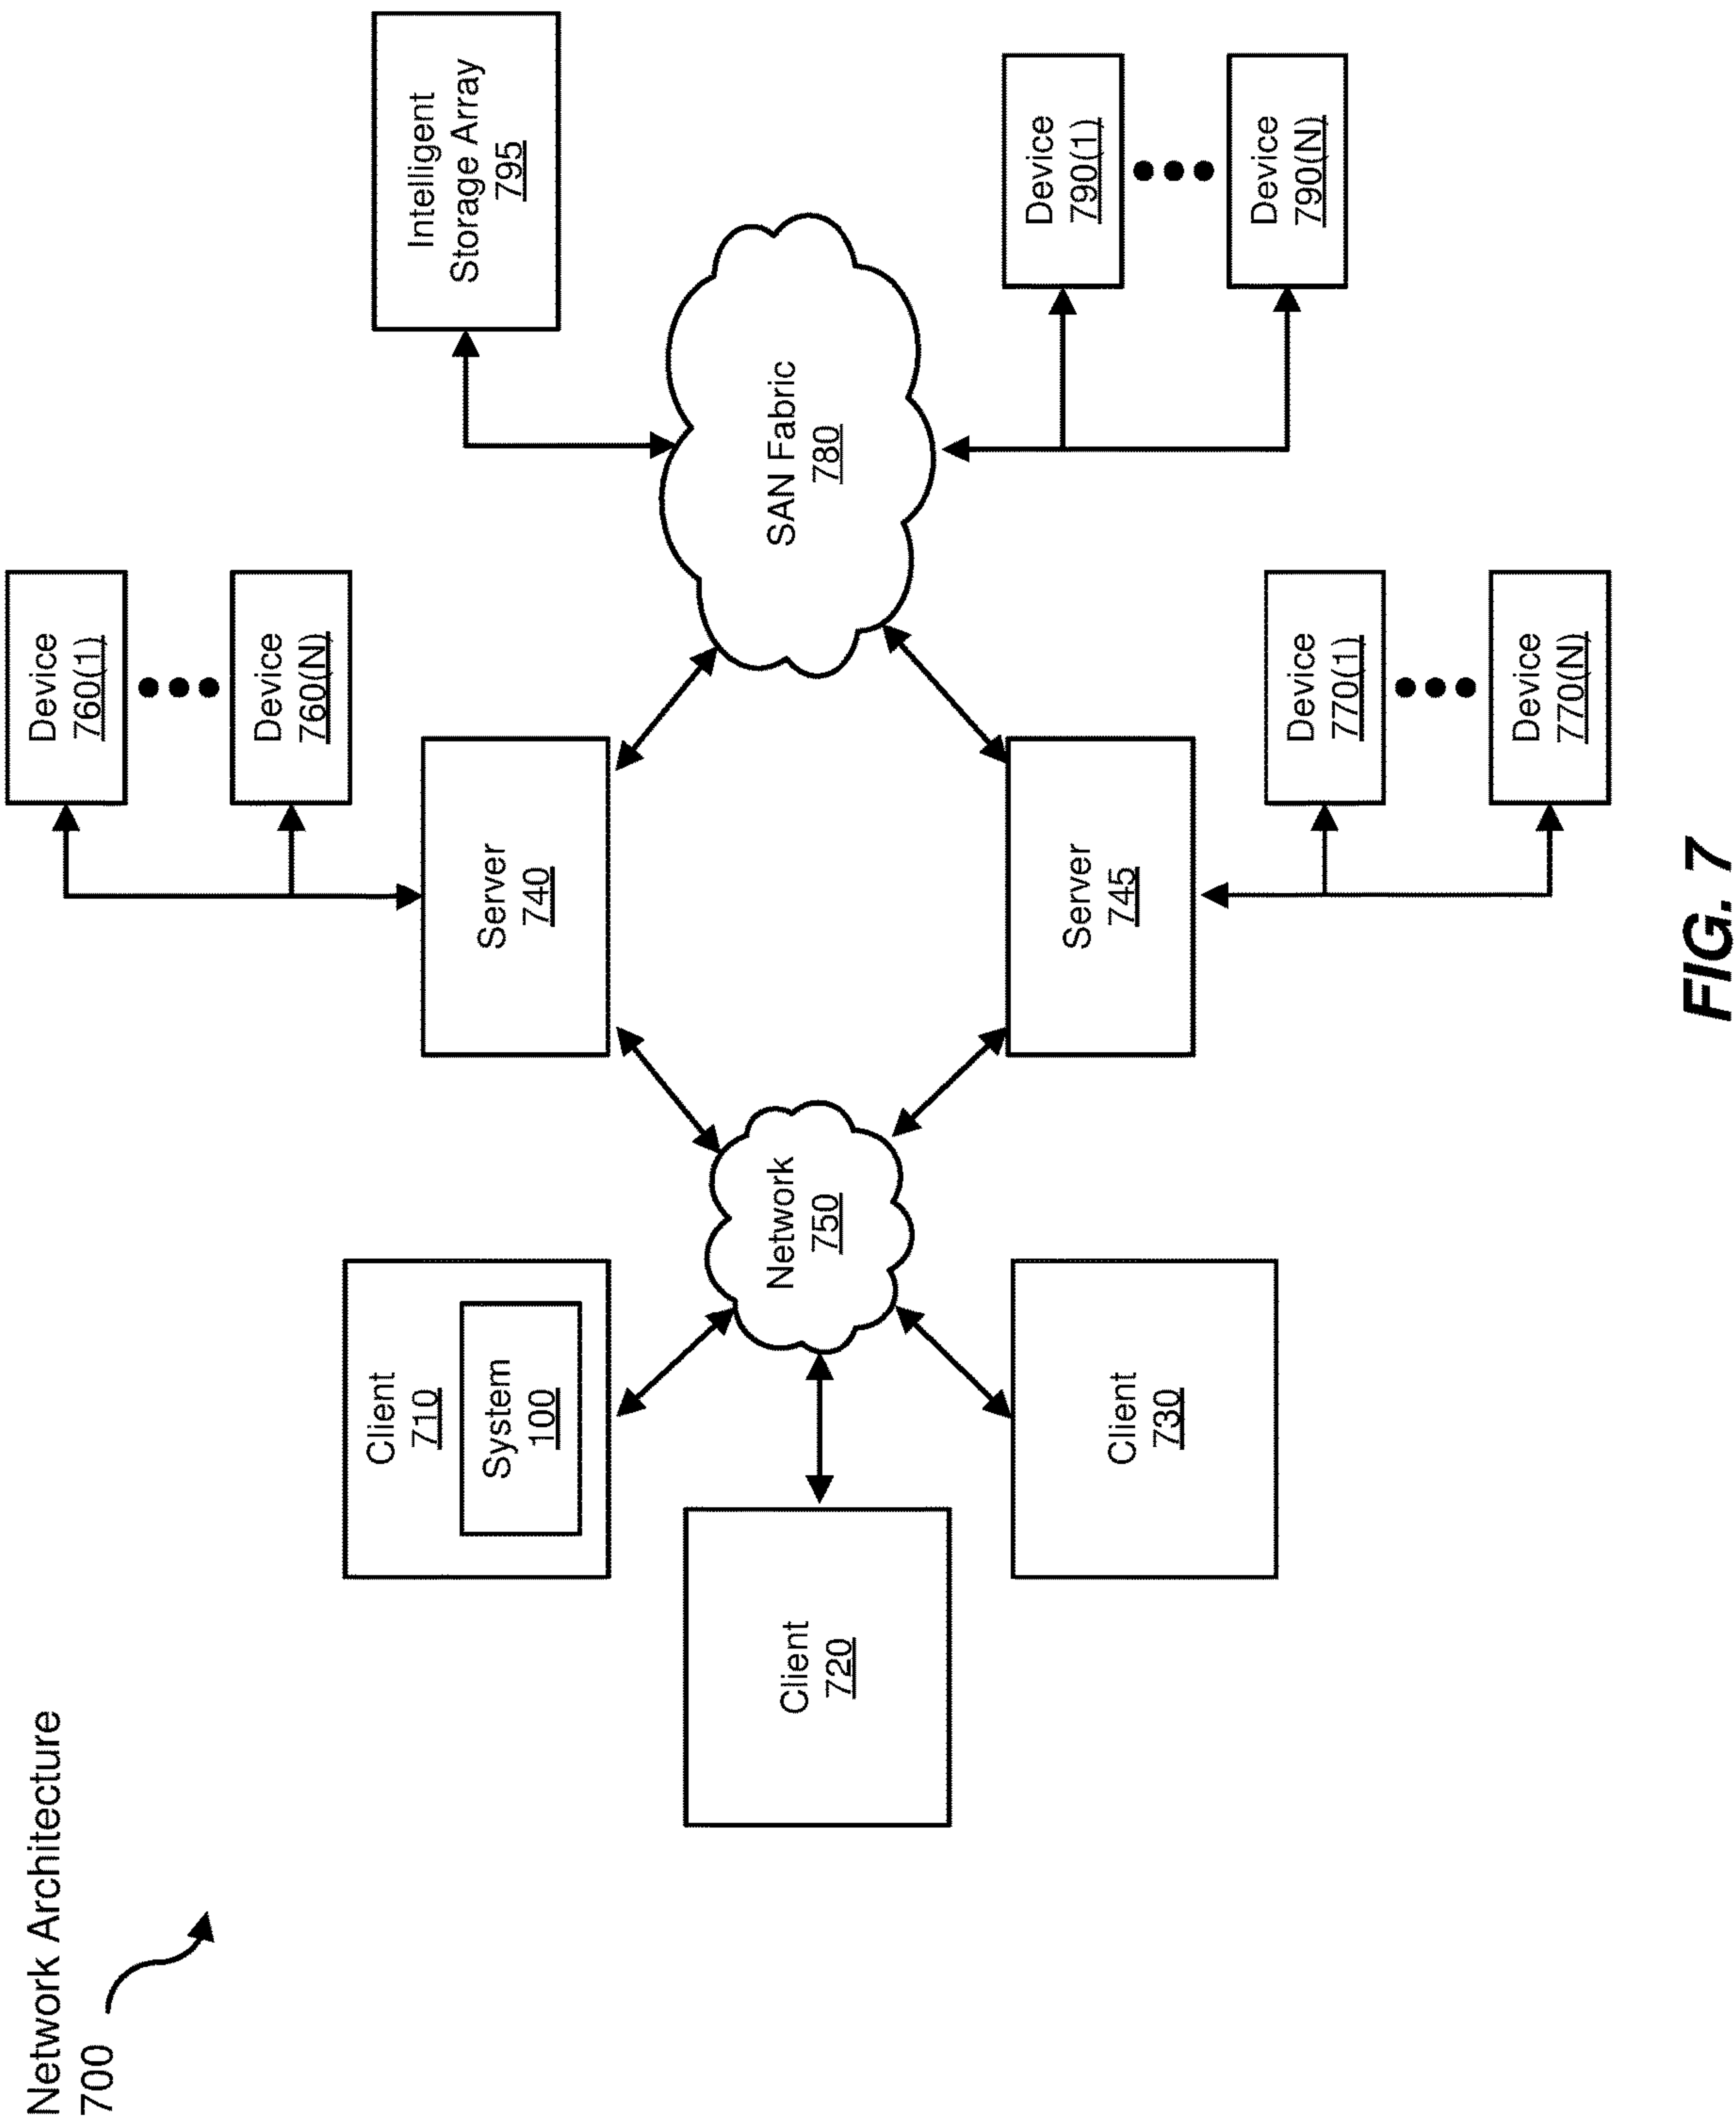 Network Architecture
700
Client
710
System
100
Client
720
Client
730
Network
750
Server
740
Server
745
Device
760(1)
Device
760(N)
Device
770(1)
Device
770(N)
SAN Fabric
780
Intelligent
Storage Array
795
Device
790(1)
Device
790(N)
FIG. 7